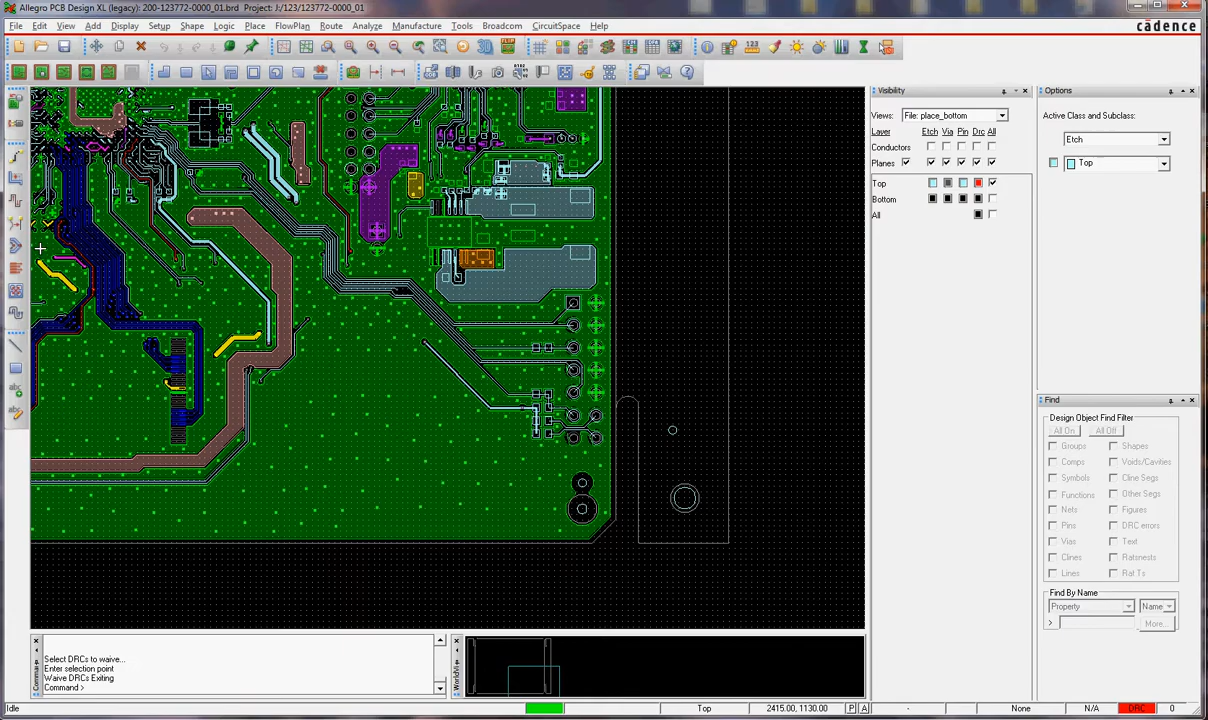 Allegro PCB Design XL (legacy): 200-123772-0000_01.brd  Project: J:/123/123772-0000_01
File Edit View Add Display Setup Shape Logic Place FlowPlan Route Analyze Manufacture Tools Broadcom CircuitSpace Help
cādence
Visibility
Views: File: place_bottom
Layer Etch Via Pin Drc All
Conductors
Planes
Top
Bottom
All
Options
Active Class and Subclass:
Etch
Top
Find
Design Object Find Filter
All On All Off
Groups Shapes
Comps Voids/Cavities
Symbols Cline Segs
Functions Other Segs
Nets Figures
Pins DRC errors
Vias Text
Clines Ratsnests
Lines Rat Ts
Find By Name
Property Name
> More...
Command
Select DRCs to waive...
Enter selection point
Waive DRCs Exiting
Command >
WorldView
Idle Top 2415.00, 1130.00 P A - None N/A DRC 0